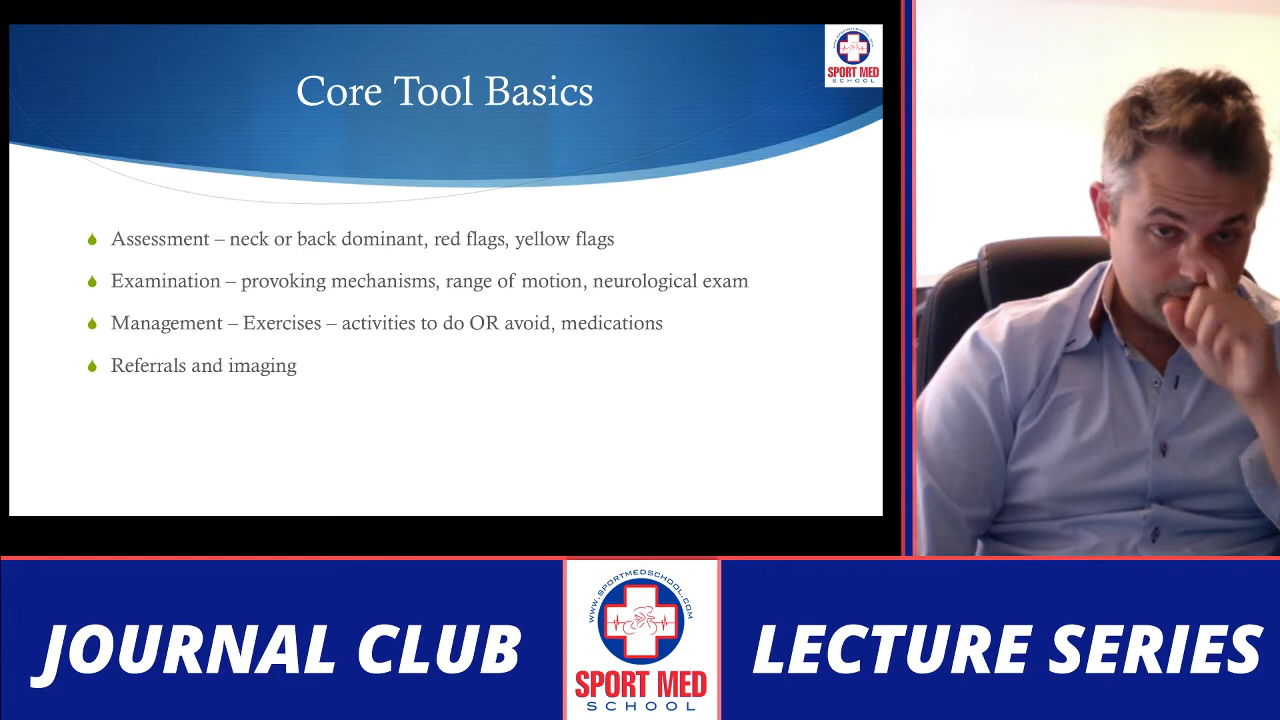 Core Tool Basics
SPORT MED
SCHOOL
Assessment – neck or back dominant, red flags, yellow flags
Examination – provoking mechanisms, range of motion, neurological exam
Management – Exercises – activities to do OR avoid, medications
Referrals and imaging
JOURNAL CLUB
WWW.SPORTMEDSCHOOL.COM
SPORT MED
SCHOOL
LECTURE SERIES